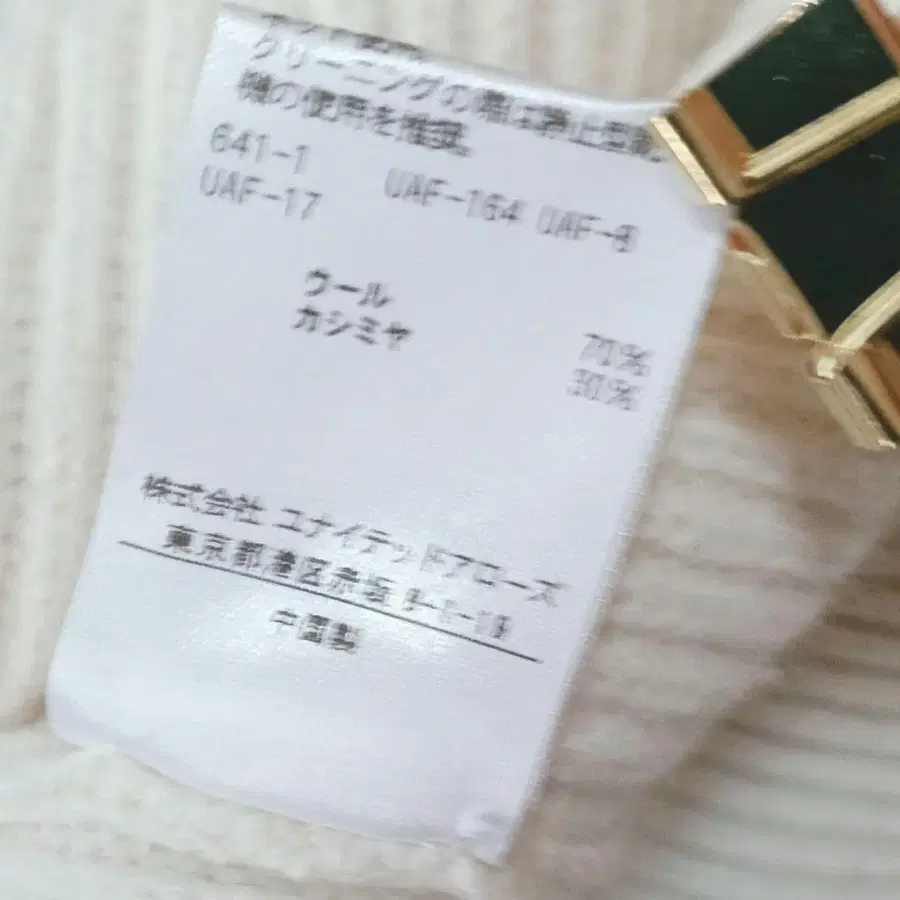 クリーニングの際は静止型乾
機の使用を推奨。
641-1
UAF-17 UAF-164 UAF-8
ウール 70%
カシミヤ 30%
株式会社 ユナイテッドアローズ
東京都港区赤坂
中国製